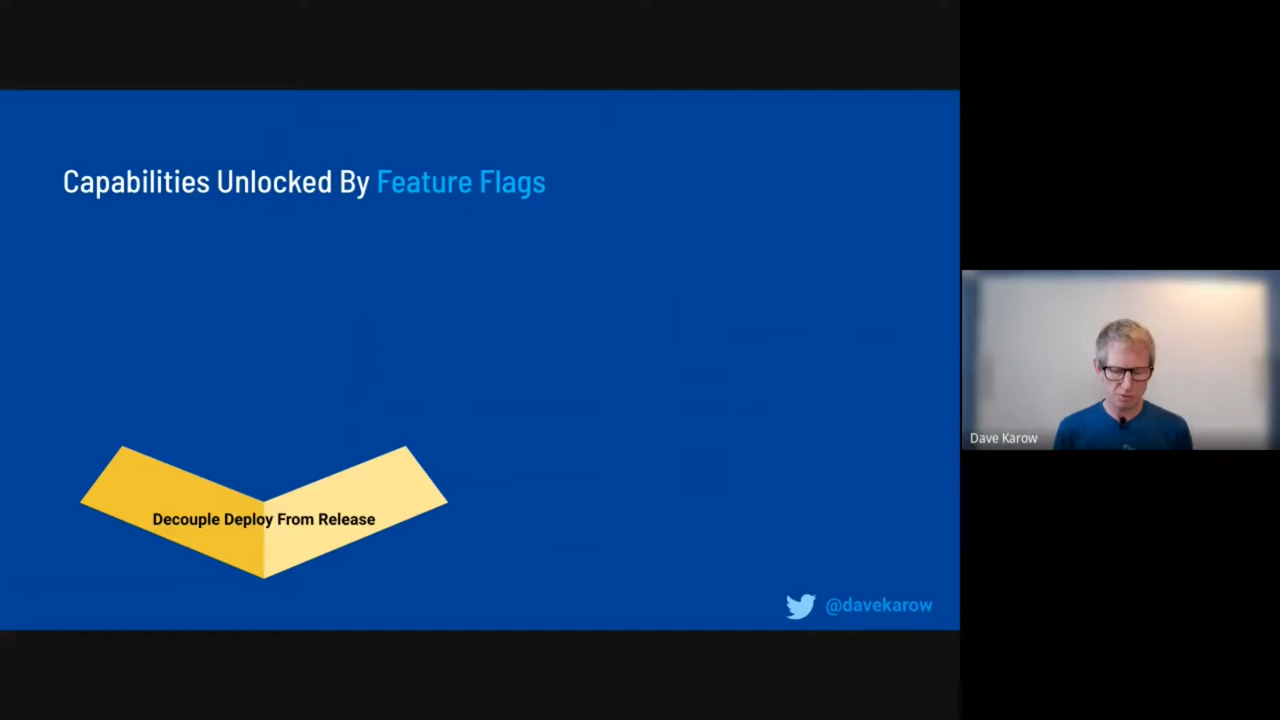 Capabilities Unlocked By Feature Flags
Decouple Deploy From Release
@davekarow
Dave Karow